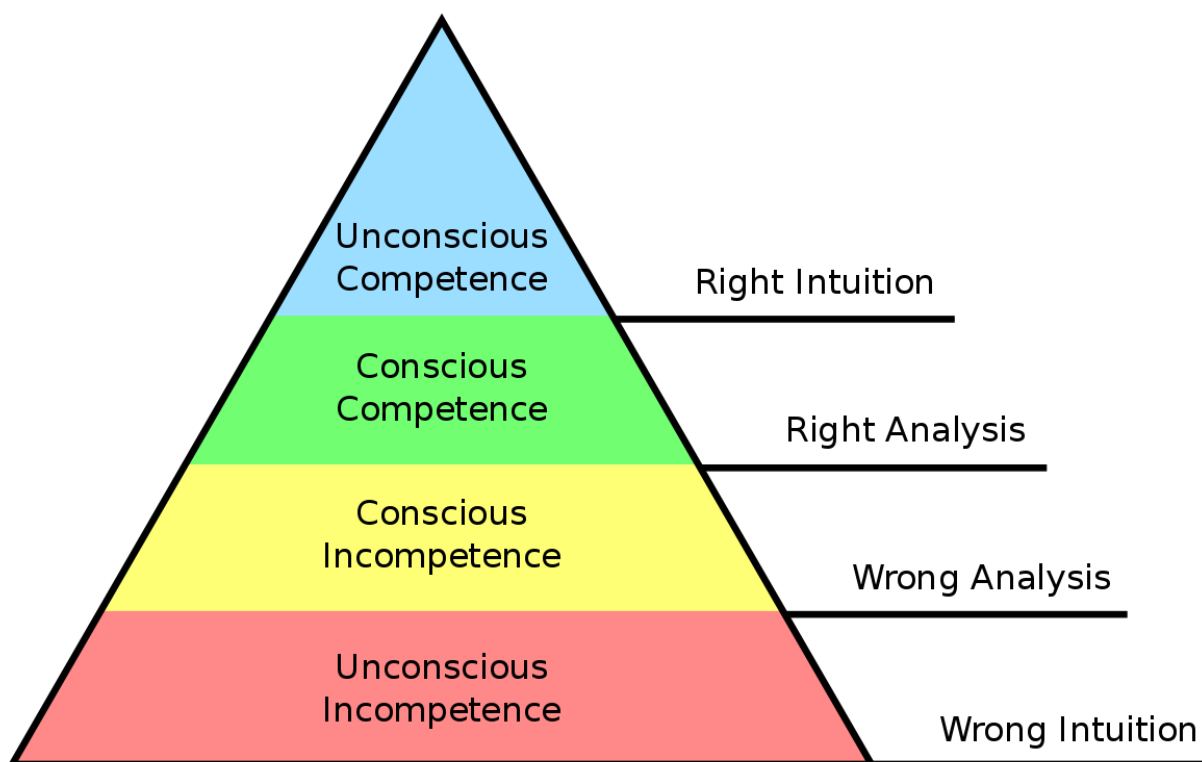 Unconscious
Competence
Right Intuition
Conscious
Competence
Right Analysis
Conscious
Incompetence
Wrong Analysis
Unconscious
Incompetence
Wrong Intuition